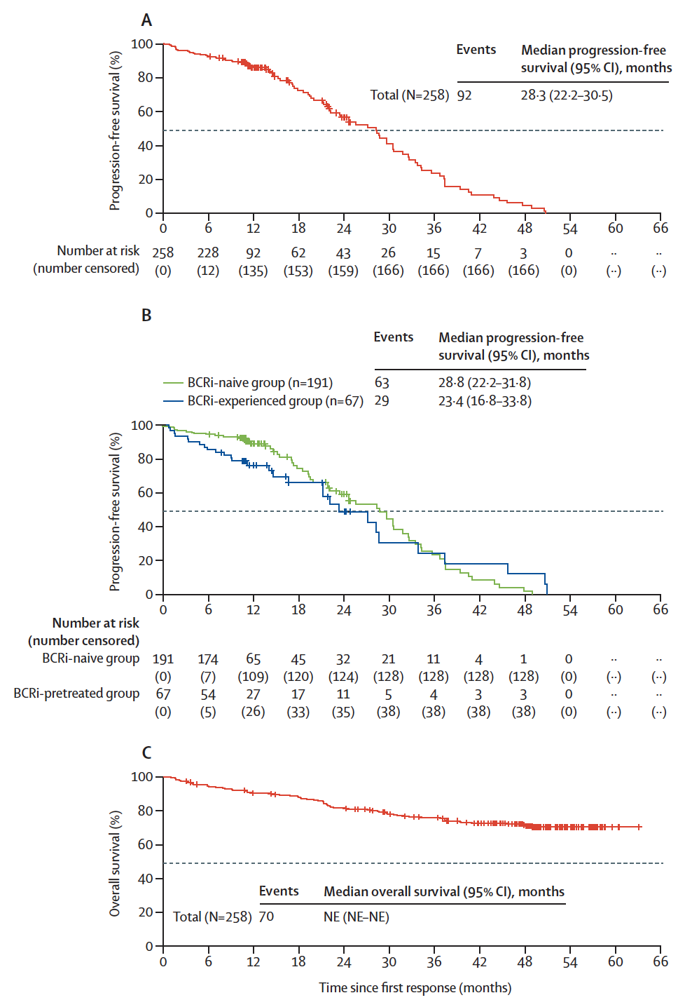 A
Events Median progression-free
survival (95% CI), months
Total (N=258) 92 28·3 (22·2–30·5)
Progression-free survival (%)
100
80
60
40
20
0
0 6 12 18 24 30 36 42 48 54 60 66
Number at risk 258 228 92 62 43 26 15 7 3 0 ·· ··
(number censored) (0) (12) (135) (153) (159) (166) (166) (166) (166) (0) (··) (··)
B
Events Median progression-free
survival (95% CI), months
BCRi-naive group (n=191) 63 28·8 (22·2–31·8)
BCRi-experienced group (n=67) 29 23·4 (16·8–33·8)
Progression-free survival (%)
100
80
60
40
20
0
0 6 12 18 24 30 36 42 48 54 60 66
Number at risk
(number censored)
BCRi-naive group 191 174 65 45 32 21 11 4 1 0 ·· ··
(0) (7) (109) (120) (124) (128) (128) (128) (128) (0) (··) (··)
BCRi-pretreated group 67 54 27 17 11 5 4 3 3 0 ·· ··
(0) (5) (26) (33) (35) (38) (38) (38) (38) (0) (··) (··)
C
Overall survival (%)
100
80
60
40
20
0
Events Median overall survival (95% CI), months
Total (N=258) 70 NE (NE–NE)
0 6 12 18 24 30 36 42 48 54 60 66
Time since first response (months)